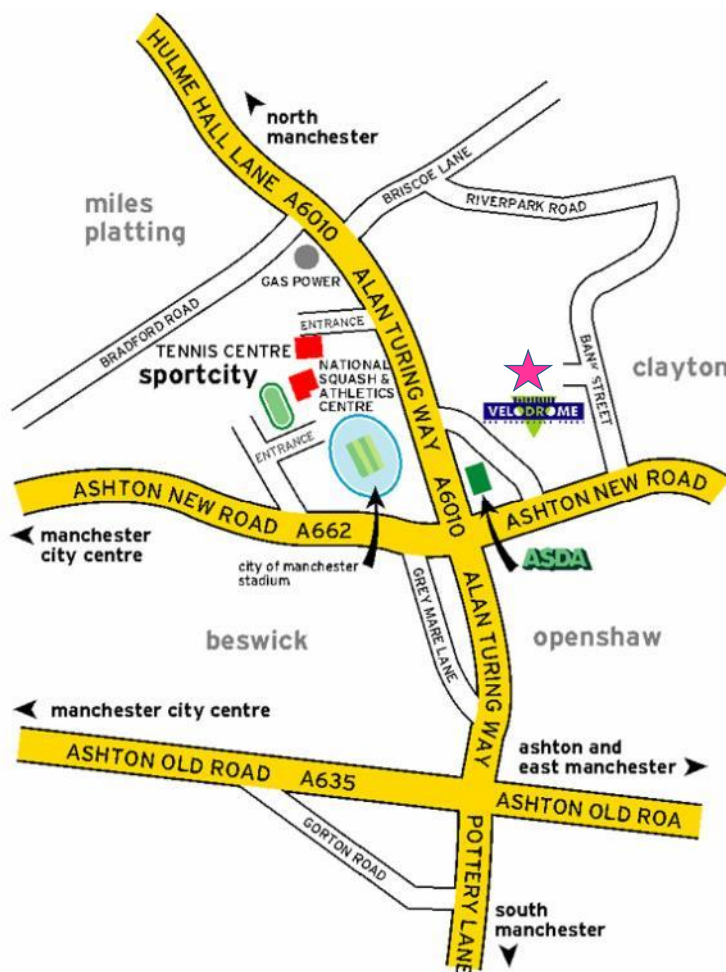 HULME HALL LANE A6010
north
manchester
BRISCOE LANE
RIVERPARK ROAD
miles
platting
GAS POWER
BRADFORD ROAD
ALAN TURING WAY A6010
ENTRANCE
TENNIS CENTRE
sportcity
NATIONAL
SQUASH &
ATHLETICS
CENTRE
BANK STREET
clayton
VELODROME
ENTRANCE
ASHTON NEW ROAD A662
ASHTON NEW ROAD
manchester
city centre
city of manchester
stadium
ASDA
GREY MARE LANE
ALAN TURING WAY
beswick
openshaw
manchester city centre
ashton and
east manchester
ASHTON OLD ROAD A635
ASHTON OLD ROA
GORTON ROAD
POTTERY LANE
south
manchester